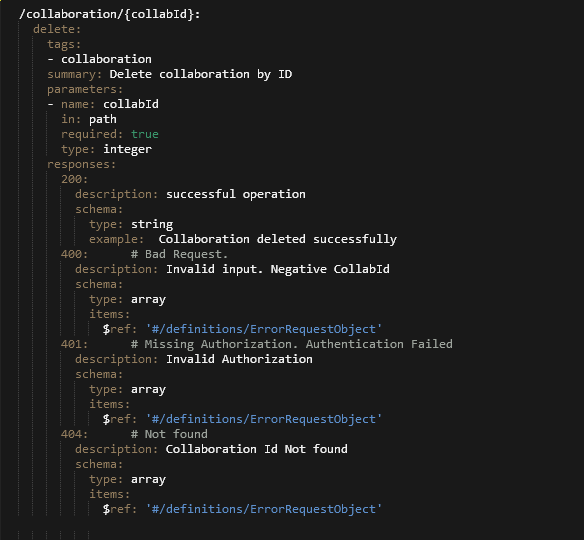 /collaboration/{collabId}:
  delete:
    tags:
    - collaboration
    summary: Delete collaboration by ID
    parameters:
    - name: collabId
      in: path
      required: true
      type: integer
    responses:
      200:
        description: successful operation
        schema:
          type: string
          example:  Collaboration deleted successfully
      400:      # Bad Request.
        description: Invalid input. Negative CollabId
        schema:
          type: array
          items:
            $ref: '#/definitions/ErrorRequestObject'
      401:      # Missing Authorization. Authentication Failed
        description: Invalid Authorization
        schema:
          type: array
          items:
            $ref: '#/definitions/ErrorRequestObject'
      404:      # Not found
        description: Collaboration Id Not found
        schema:
          type: array
          items:
            $ref: '#/definitions/ErrorRequestObject'